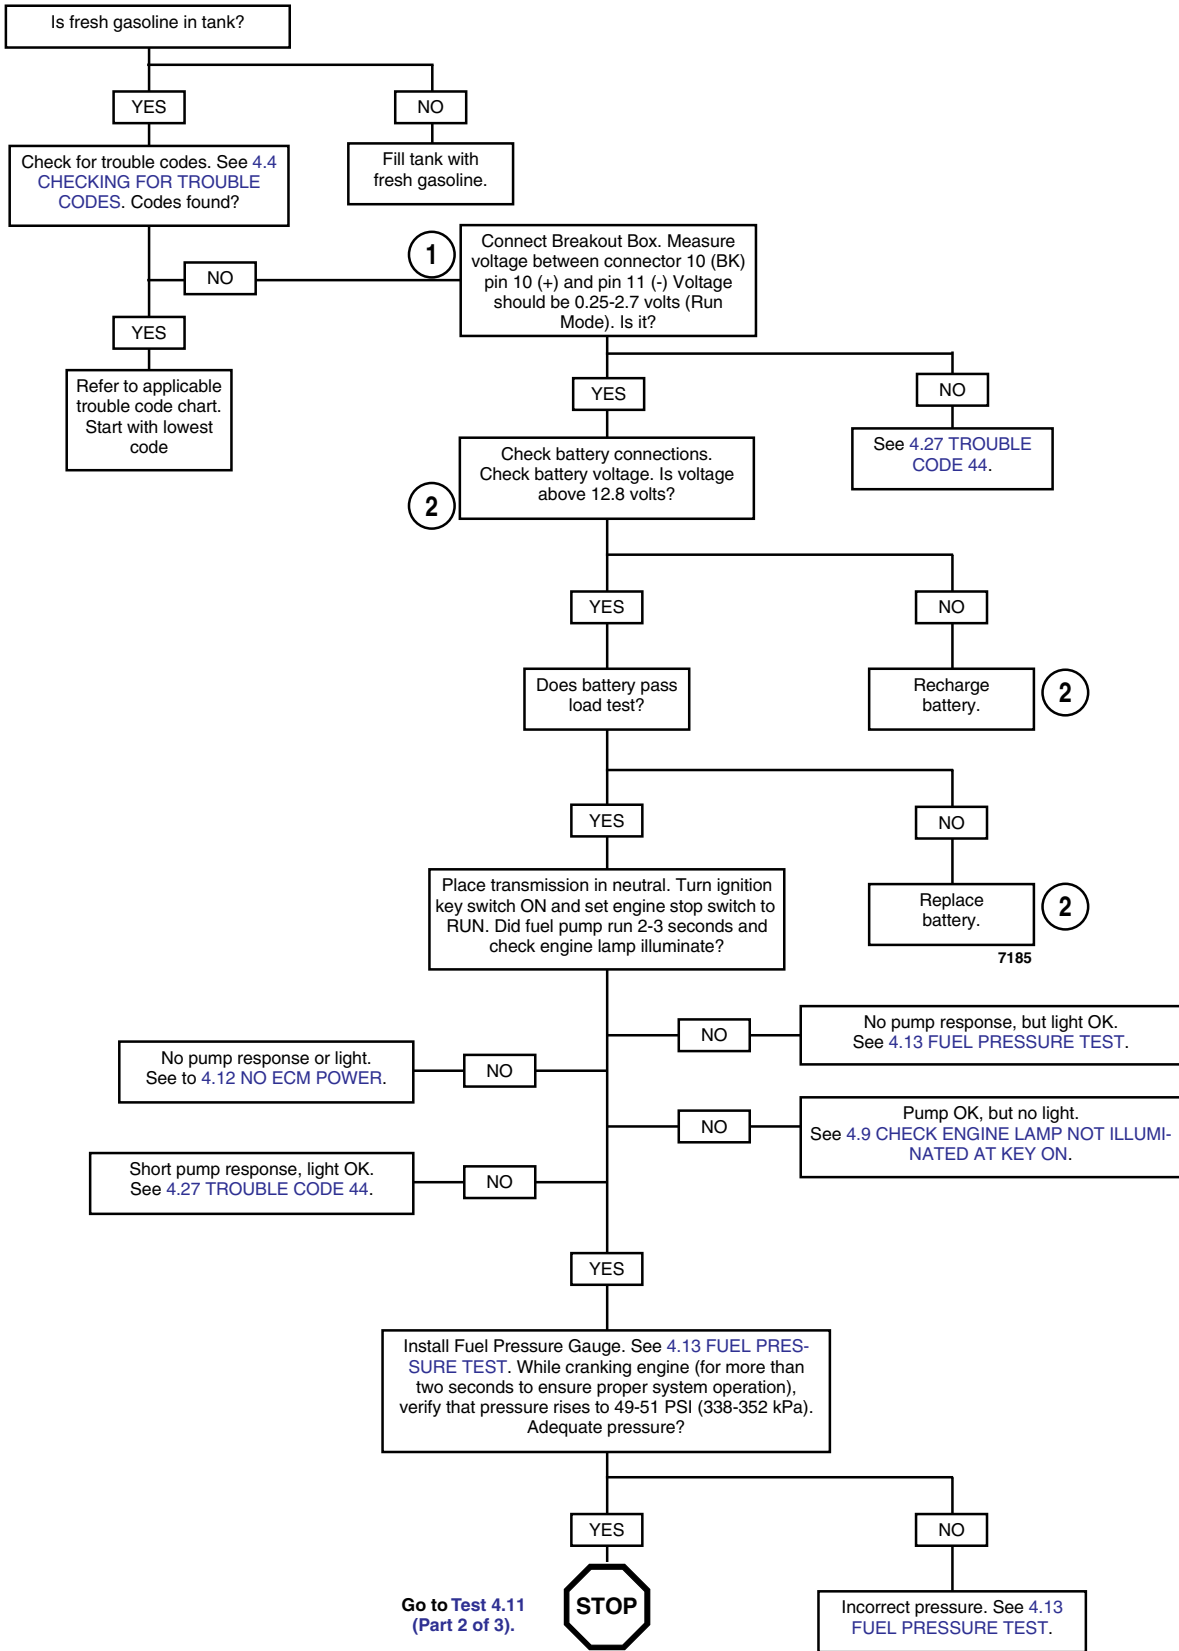 Is fresh gasoline in tank?
YES
NO
Check for trouble codes. See 4.4
CHECKING FOR TROUBLE
CODES. Codes found?
Fill tank with
fresh gasoline.
1
Connect Breakout Box. Measure
voltage between connector 10 (BK)
pin 10 (+) and pin 11 (-) Voltage
should be 0.25-2.7 volts (Run
Mode). Is it?
NO
YES
Refer to applicable
trouble code chart.
Start with lowest
code
YES
NO
See 4.27 TROUBLE
CODE 44.
2
Check battery connections.
Check battery voltage. Is voltage
above 12.8 volts?
YES
NO
Does battery pass
load test?
Recharge
battery.
2
YES
NO
Place transmission in neutral. Turn ignition
key switch ON and set engine stop switch to
RUN. Did fuel pump run 2-3 seconds and
check engine lamp illuminate?
Replace
battery.
2
7185
NO
No pump response, but light OK.
See 4.13 FUEL PRESSURE TEST.
No pump response or light.
See to 4.12 NO ECM POWER.
NO
NO
Pump OK, but no light.
See 4.9 CHECK ENGINE LAMP NOT ILLUMI-
NATED AT KEY ON.
Short pump response, light OK.
See 4.27 TROUBLE CODE 44.
NO
YES
Install Fuel Pressure Gauge. See 4.13 FUEL PRES-
SURE TEST. While cranking engine (for more than
two seconds to ensure proper system operation),
verify that pressure rises to 49-51 PSI (338-352 kPa).
Adequate pressure?
YES
NO
Go to Test 4.11
(Part 2 of 3).
STOP
Incorrect pressure. See 4.13
FUEL PRESSURE TEST.